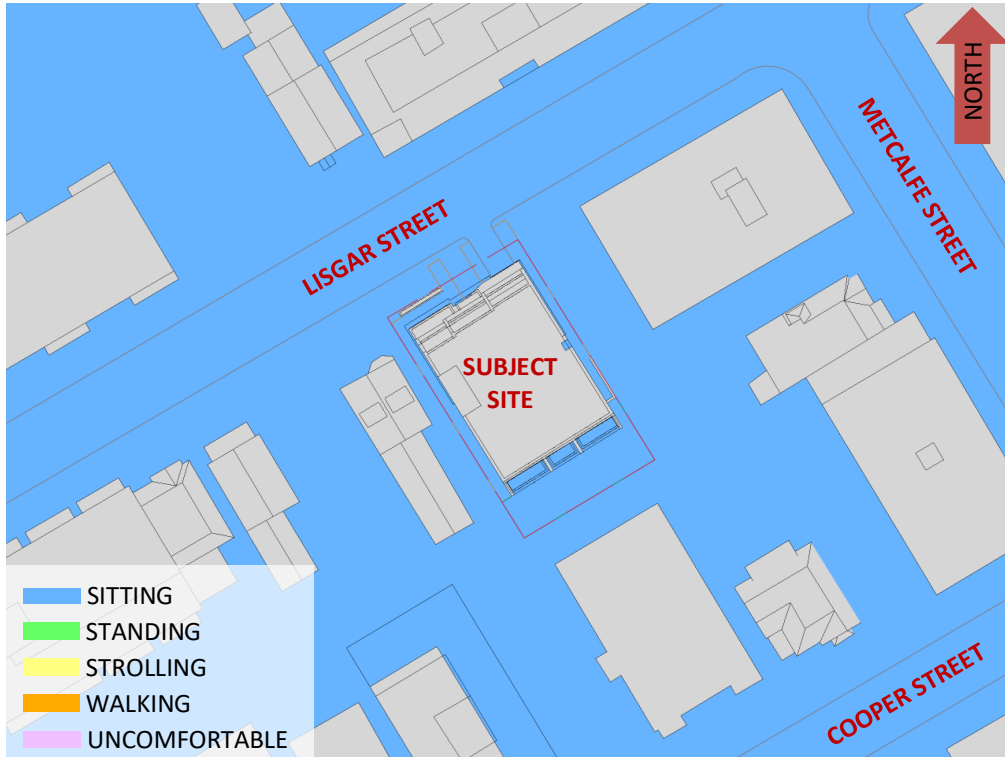 NORTH
METCALFE STREET
LISGAR STREET
SUBJECT
SITE
COOPER STREET
SITTING
STANDING
STROLLING
WALKING
UNCOMFORTABLE